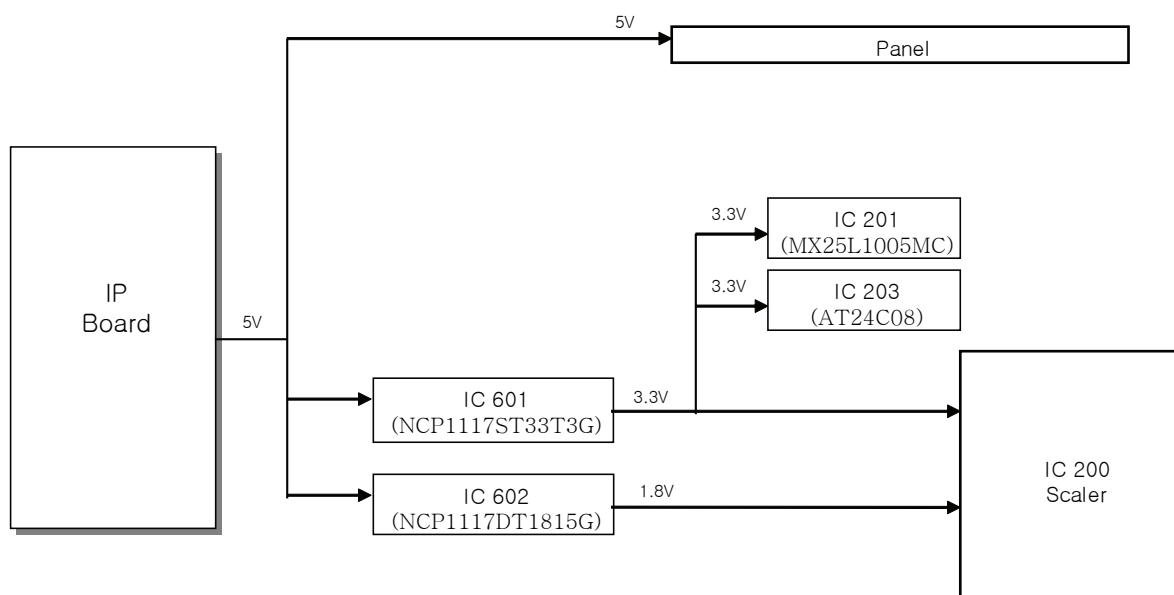 5V
Panel
3.3V
IC 201
(MX25L1005MC)
3.3V
IC 203
(AT24C08)
IP
Board
5V
IC 601
(NCP1117ST33T3G)
3.3V
IC 602
(NCP1117DT1815G)
1.8V
IC 200
Scaler